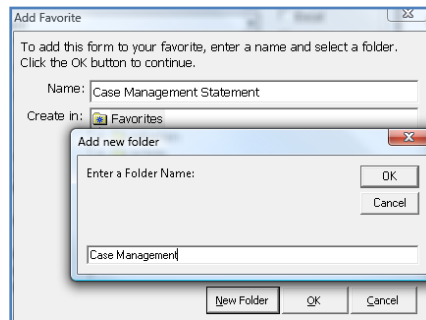 Add Favorite
To add this form to your favorite, enter a name and select a folder.
Click the OK button to continue.
Name: Case Management Statement
Create in: Favorites
Add new folder
Enter a Folder Name:
OK
Cancel
Case Management
New Folder OK Cancel